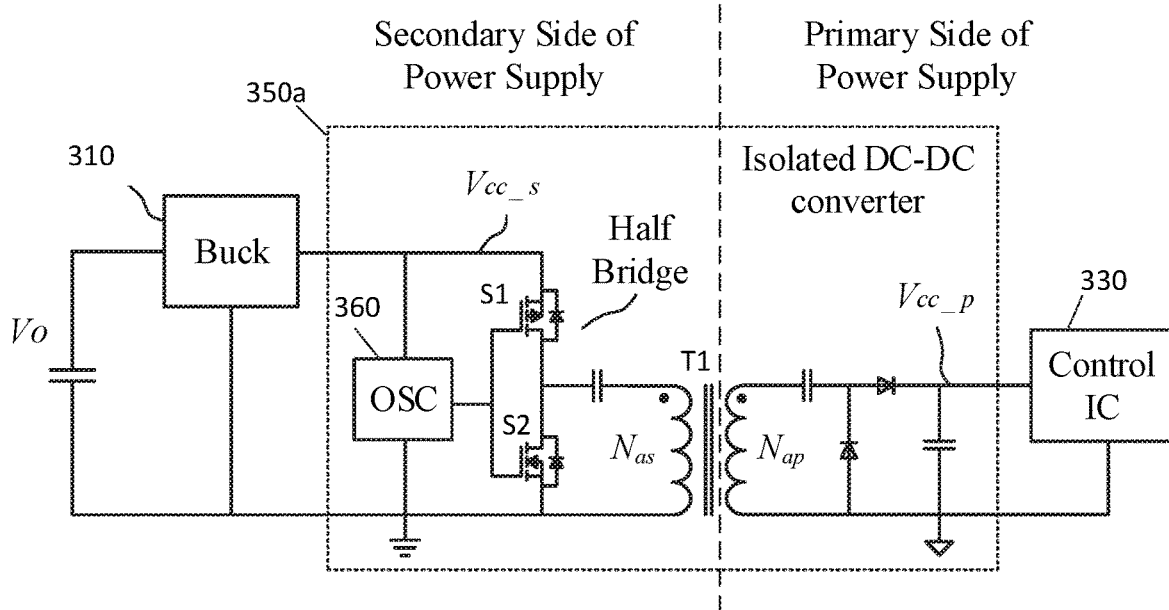 Secondary Side of
Power Supply
Primary Side of
Power Supply
350a
310
Isolated DC-DC
converter
Vcc_s
Buck
Half
Bridge
S1
360
Vcc_p
330
Vo
T1
Control
IC
OSC
S2
Nas
Nap